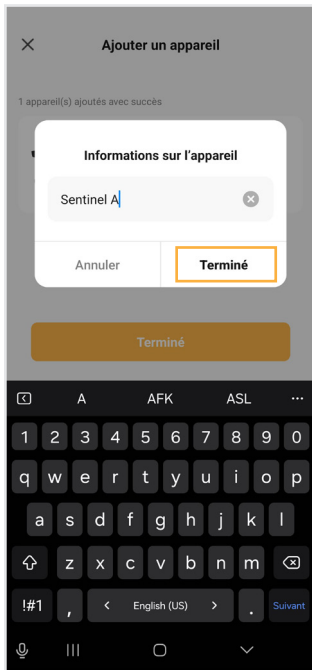 Ajouter un appareil
1 appareil(s) ajoutés avec succès
Informations sur l'appareil
Sentinel A
Annuler
Terminé
Terminé
A AFK ASL ...
1 2 3 4 5 6 7 8 9 0
q w e r t y u i o p
a s d f g h j k l
z x c v b n m
!#1 , < English (US) > . Suivant